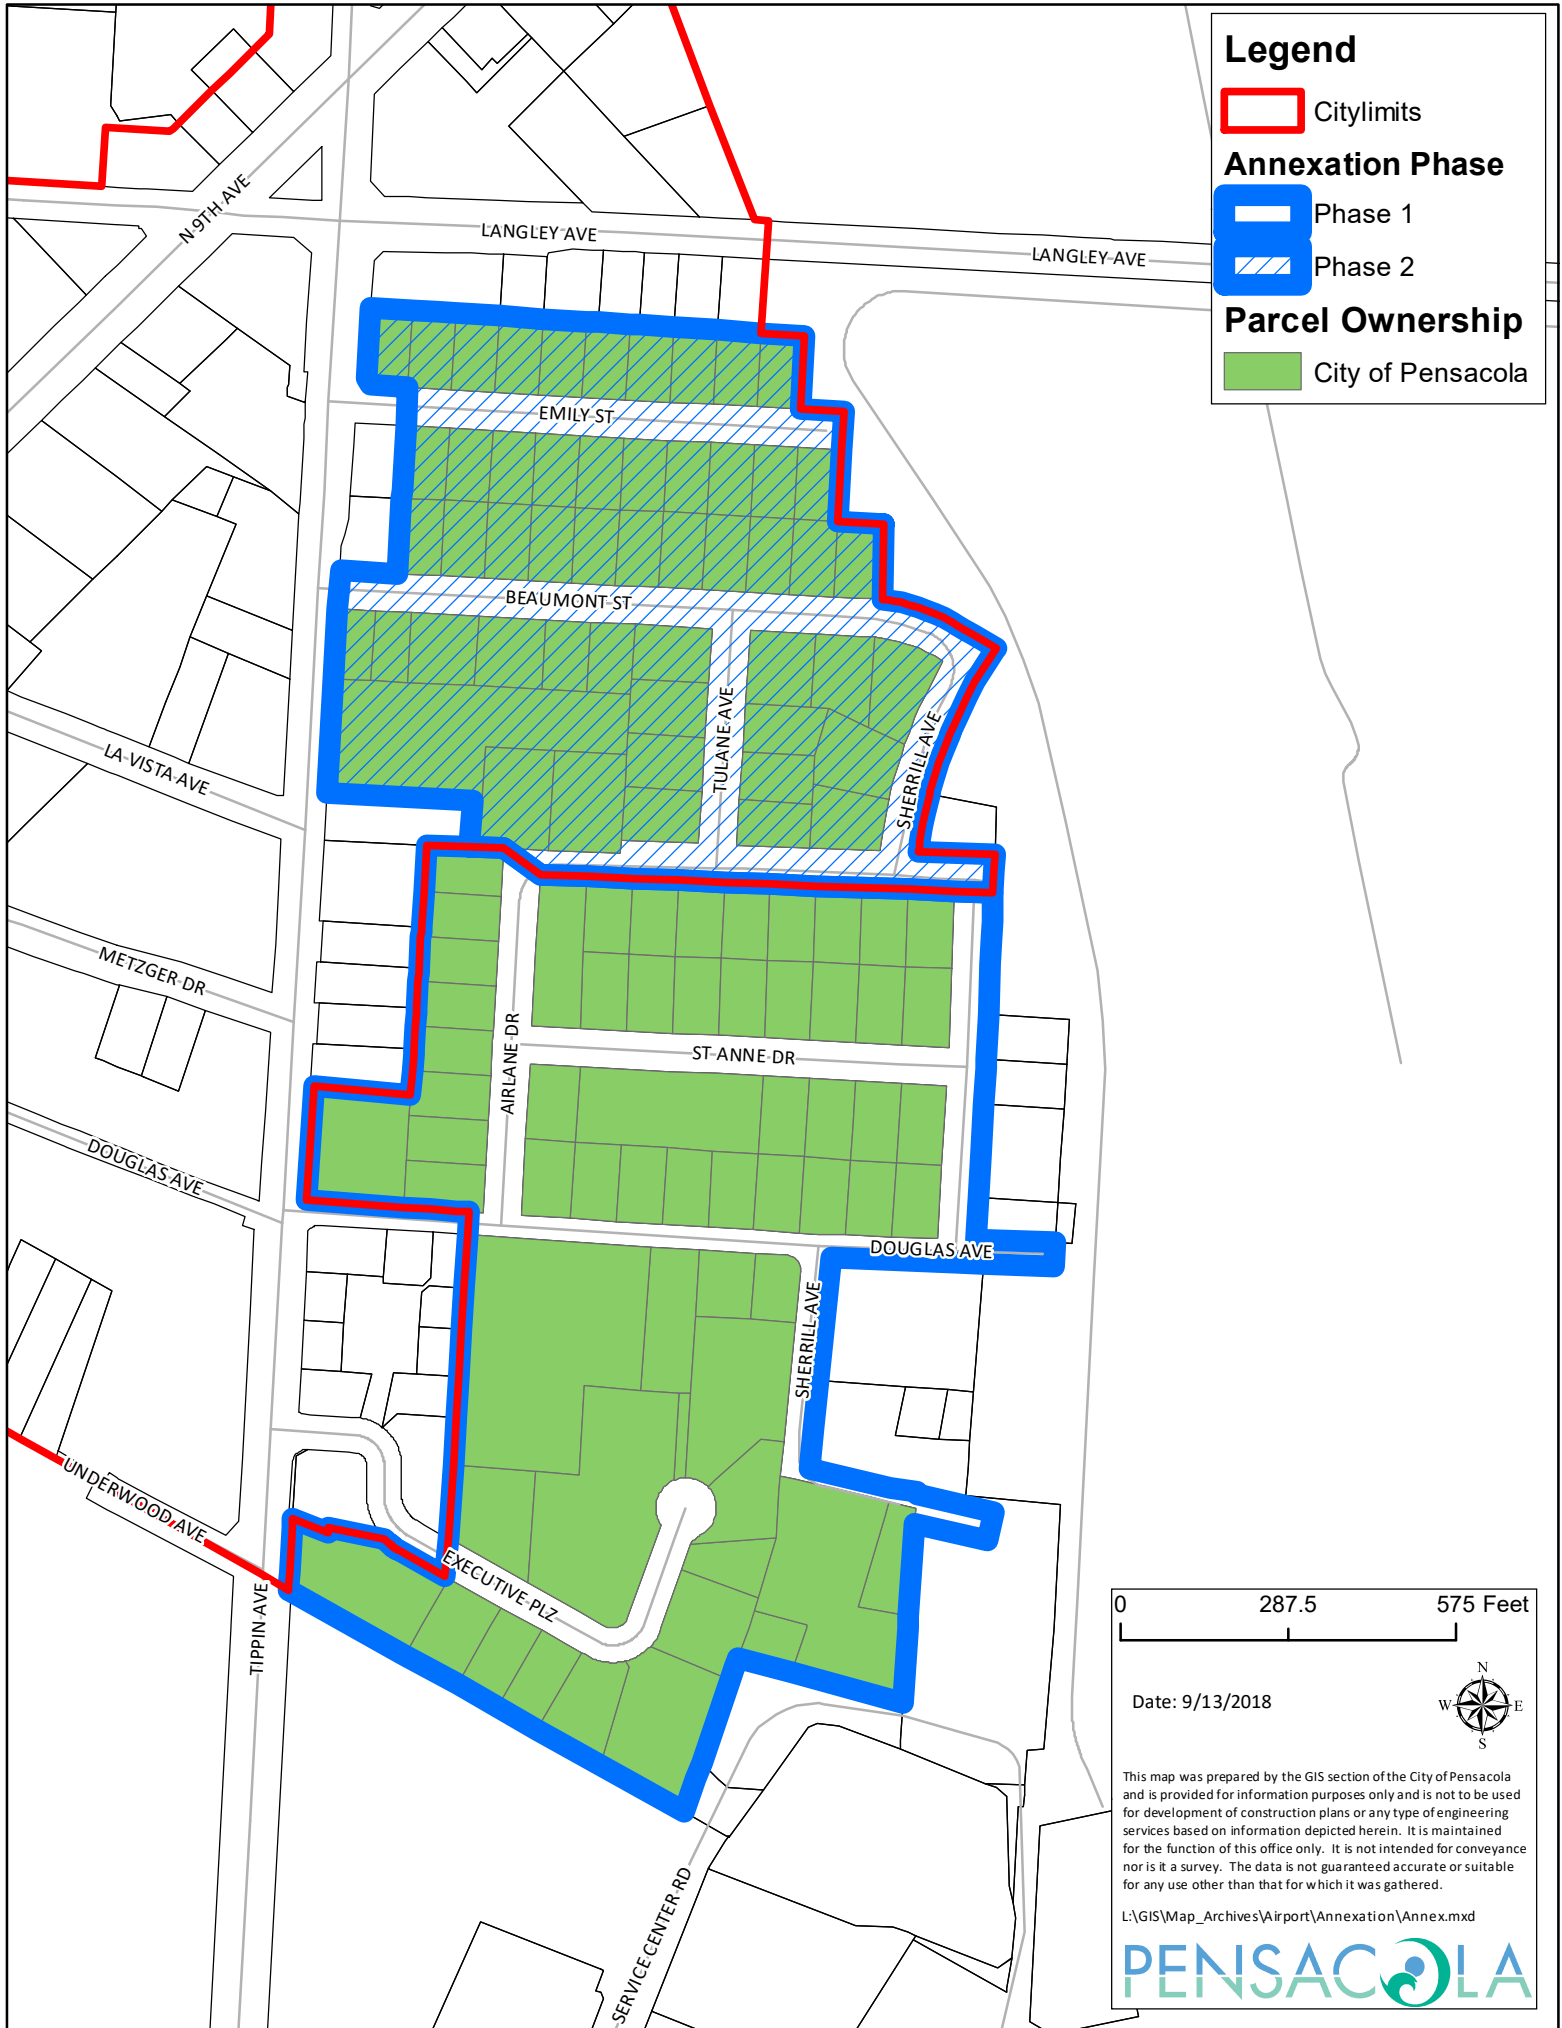 Legend
Citylimits
Annexation Phase
Phase 1
Phase 2
Parcel Ownership
City of Pensacola
N 9TH AVE
LANGLEY AVE
LANGLEY AVE
EMILY ST
BEAUMONT ST
TULANE AVE
SHERRILL AVE
LA VISTA AVE
METZGER DR
AIRLANE DR
ST ANNE DR
DOUGLAS AVE
DOUGLAS AVE
SHERRILL AVE
UNDERWOOD AVE
EXECUTIVE PLZ
TIPPIN AVE
SERVICE CENTER RD
0 287.5 575 Feet
Date: 9/13/2018
N
W E
S
This map was prepared by the GIS section of the City of Pensacola
and is provided for information purposes only and is not to be used
for development of construction plans or any type of engineering
services based on information depicted herein. It is maintained
for the function of this office only. It is not intended for conveyance
nor is it a survey. The data is not guaranteed accurate or suitable
for any use other than that for which it was gathered.
L:\GIS\Map_Archives\Airport\Annexation\Annex.mxd
PENSACOLA